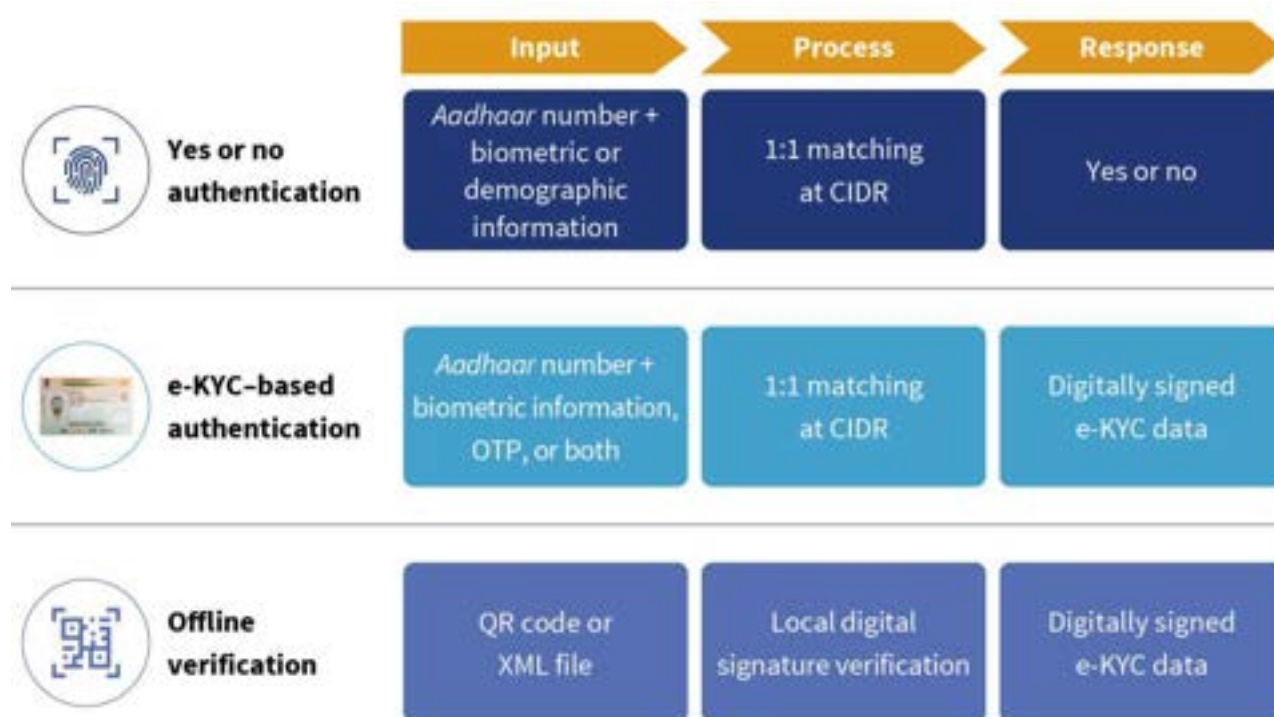 Input
Process
Response
Yes or no
authentication
Aadhaar number +
biometric or
demographic
information
1:1 matching
at CIDR
Yes or no
e-KYC–based
authentication
Aadhaar number +
biometric information,
OTP, or both
1:1 matching
at CIDR
Digitally signed
e-KYC data
Offline
verification
QR code or
XML file
Local digital
signature verification
Digitally signed
e-KYC data